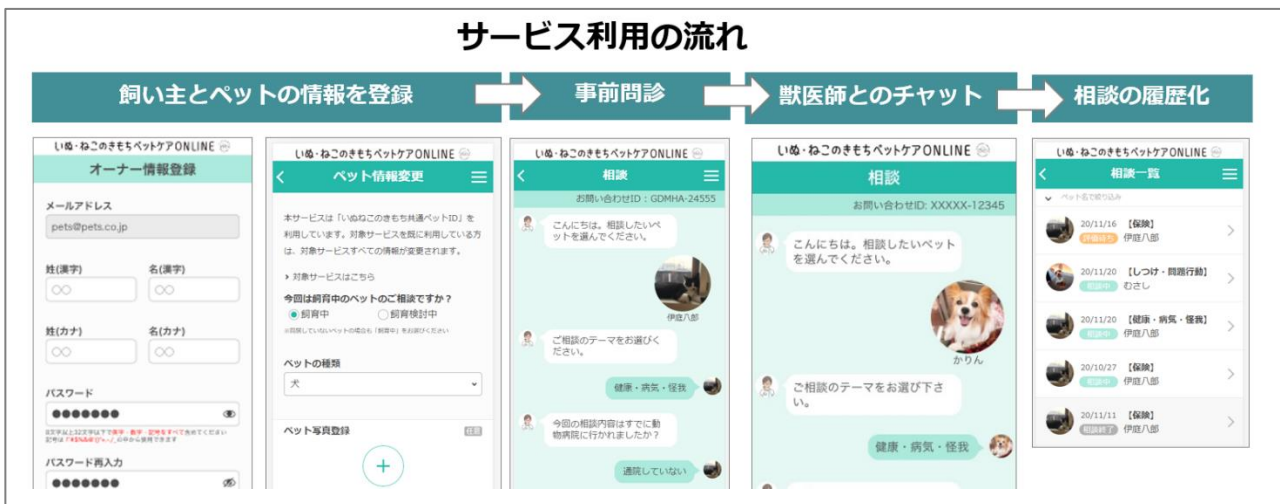 サービス利用の流れ
飼い主とペットの情報を登録
事前問診
獣医師とのチャット
相談の履歴化
いぬ・ねこのきもちペットケアONLINE
オーナー情報登録
メールアドレス
pets@pets.co.jp
姓(漢字) 名(漢字)
○○ ○○
姓(カナ) 名(カナ)
○○ ○○
パスワード
●●●●●●●
パスワード再入力
●●●●●●●
いぬ・ねこのきもちペットケアONLINE
ペット情報変更
本サービスは「いぬねこのきもち共通ペットID」を
利用しています。対象サービスを既に利用している方
は、対象サービスすべての情報が変更されます。
> 対象サービスはこちら
今回は飼育中のペットのご相談ですか？
飼育中 飼育検討中
ペットの種類
犬
ペット写真登録 任意
+
いぬ・ねこのきもちペットケアONLINE
相談
お問い合わせID：GDMHA-24555
こんにちは。相談したいペ
ットを選んでください。
伊庭八郎
ご相談のテーマをお選びく
ださい。
健康・病気・怪我
今回の相談内容はすでに動
物病院に行かれましたか？
通院していない
いぬ・ねこのきもちペットケアONLINE
相談
お問い合わせID: XXXXX-12345
こんにちは。相談したいペット
を選んでください。
かりん
ご相談のテーマをお選び下さ
い。
健康・病気・怪我
いぬ・ねこのきもちペットケアONLINE
相談一覧
ペット名で絞り込み
20/11/16 【保険】
評価待ち 伊庭八郎
20/11/20 【しつけ・問題行動】
相談中 むさし
20/11/20 【健康・病気・怪我】
相談中 伊庭八郎
20/10/27 【保険】
相談中 伊庭八郎
20/11/11 【保険】
相談終了 伊庭八郎